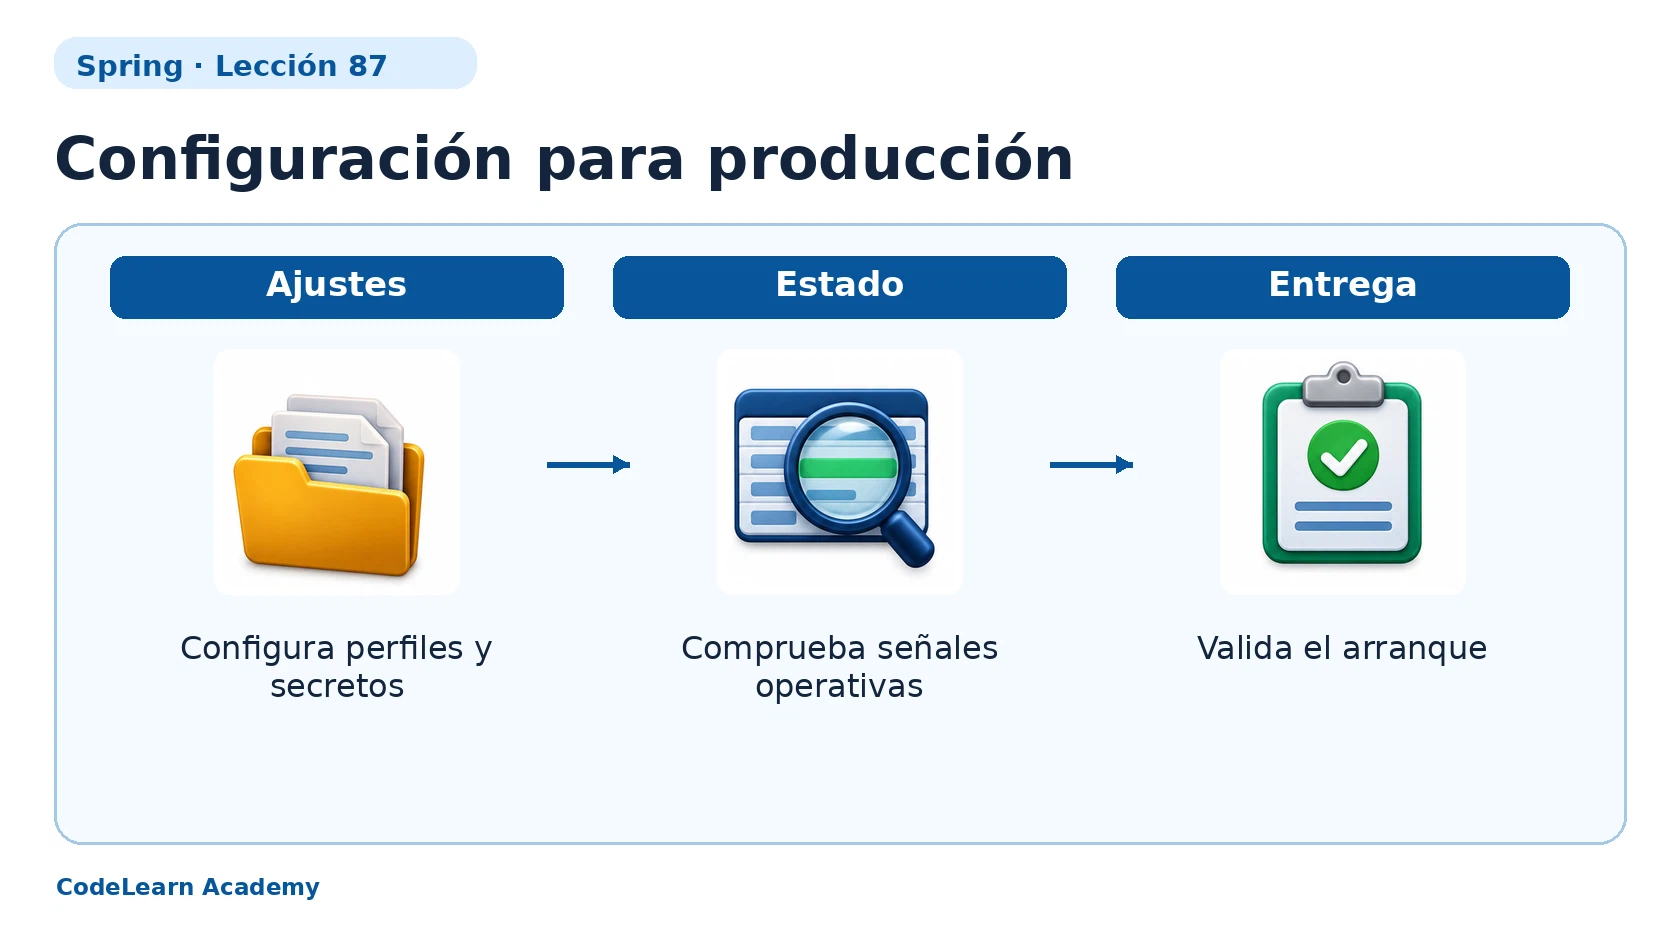 Spring · Lección 87
Configuración para producción
Ajustes
Estado
Entrega
Configura perfiles y
secretos
Comprueba señales
operativas
Valida el arranque
CodeLearn Academy